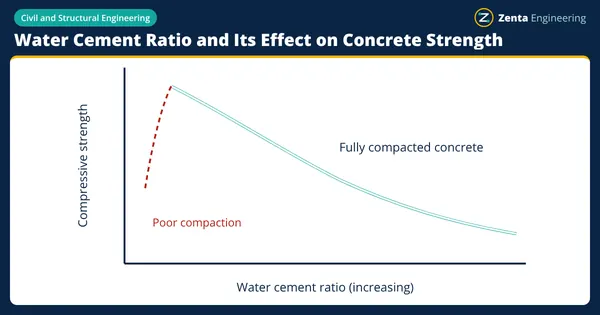 Civil and Structural Engineering
Z Zenta Engineering
Water Cement Ratio and Its Effect on Concrete Strength
Compressive strength
Fully compacted concrete
Poor compaction
Water cement ratio (increasing)